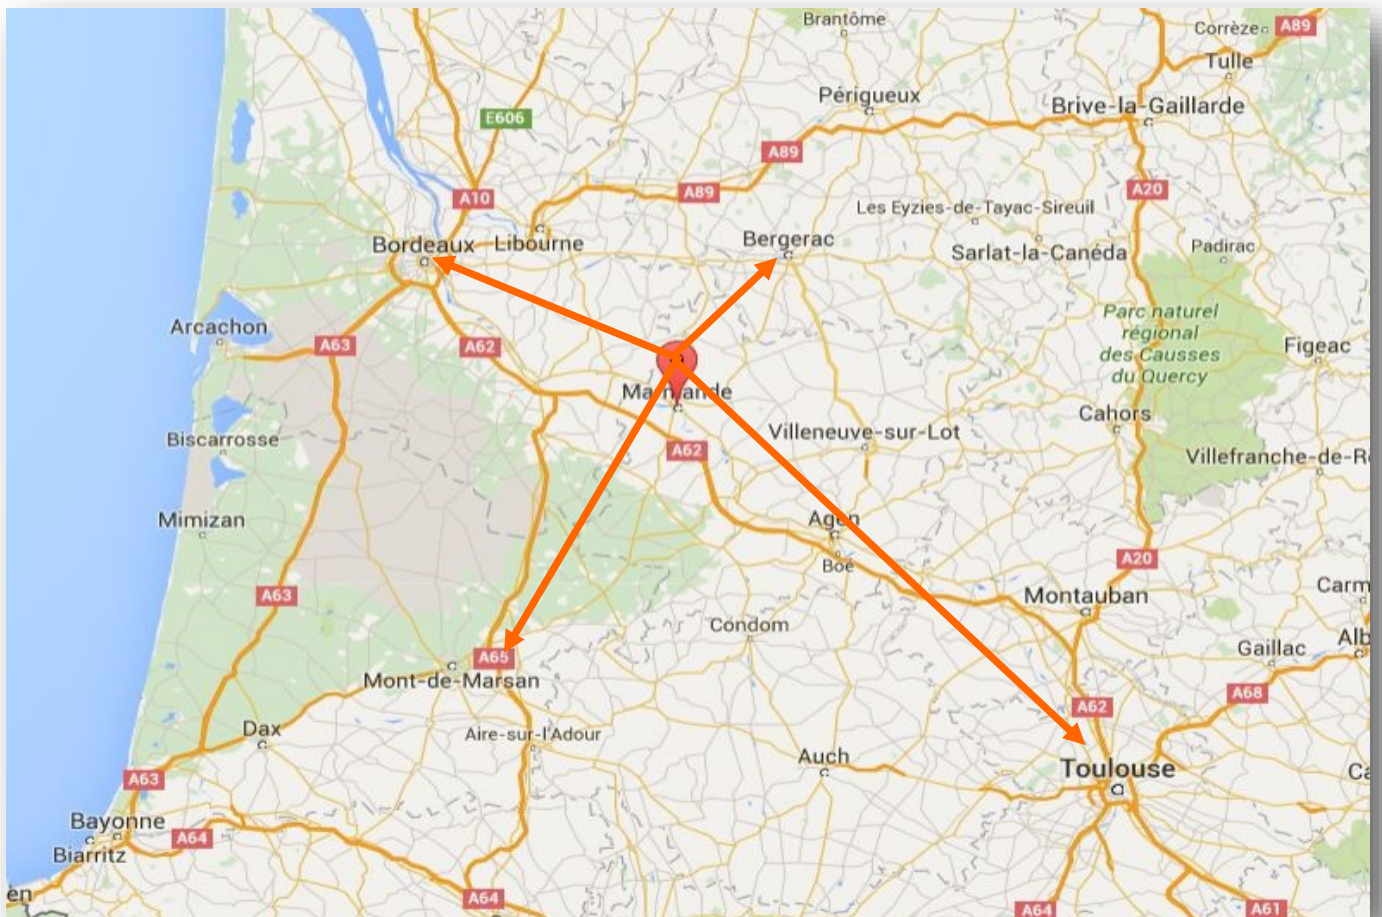 Brantôme
Corrèze
A89
Tulle
Périgueux
Brive-la-Gaillarde
E606
A89
A10
A89
A20
Les Eyzies-de-Tayac-Sireuil
Bordeaux
Libourne
Bergerac
Sarlat-la-Canéda
Padirac
Parc naturel
régional
des Causses
du Quercy
Arcachon
A63
A62
Figeac
Marmande
Cahors
Biscarrosse
Villeneuve-sur-Lot
A62
Villefranche-de-R
Mimizan
Agen
Boé
A20
A63
Montauban
Carm
Condom
Gaillac
Alb
A65
Mont-de-Marsan
A68
A62
Dax
Aire-sur-l'Adour
Auch
Toulouse
Ca
A63
Bayonne
A64
Biarritz
en
A64
A64
A61